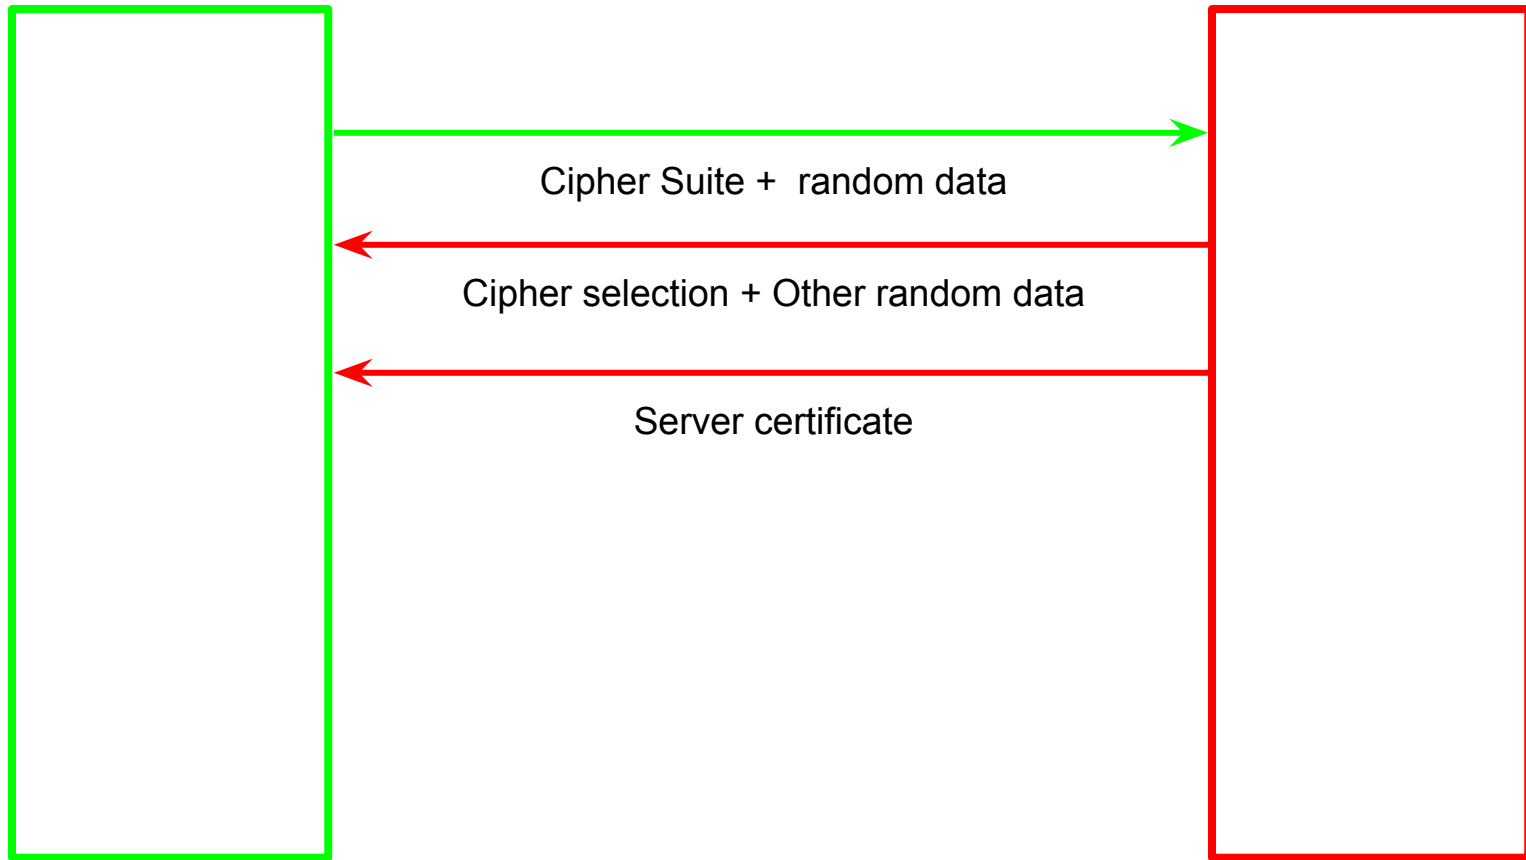 Cipher Suite +  random data
Cipher selection + Other random data
Server certificate